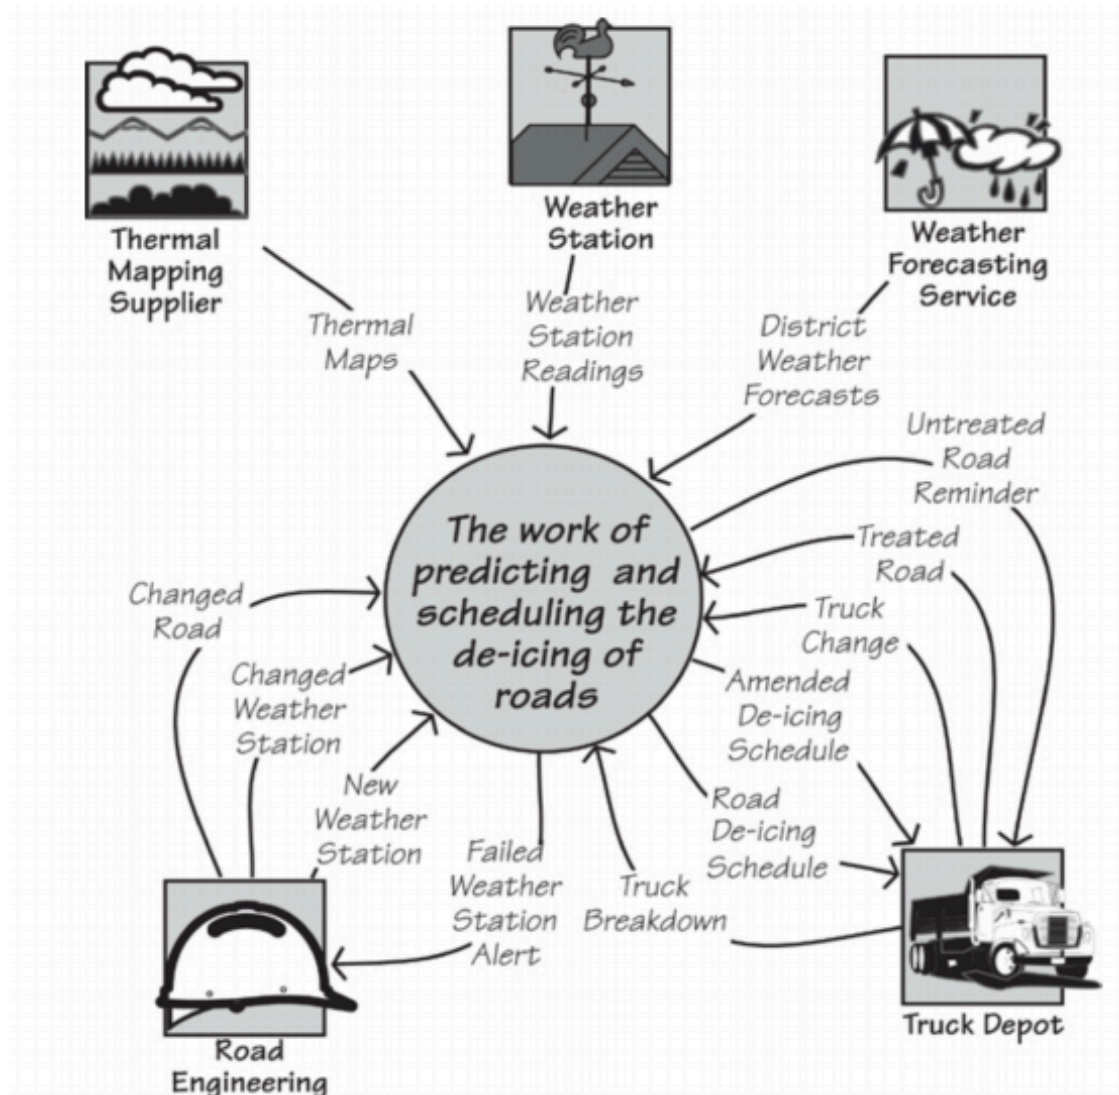 Thermal
Mapping
Supplier
Weather
Station
Weather
Forecasting
Service
Thermal
Maps
Weather
Station
Readings
District
Weather
Forecasts
Untreated
Road
Reminder
Treated
Road
Truck
Change
Amended
De-icing
Schedule
Road
De-icing
Schedule
Truck
Breakdown
Failed
Weather
Station
Alert
New
Weather
Station
Changed
Weather
Station
Changed
Road
The work of
predicting and
scheduling the
de-icing of
roads
Road
Engineering
Truck Depot